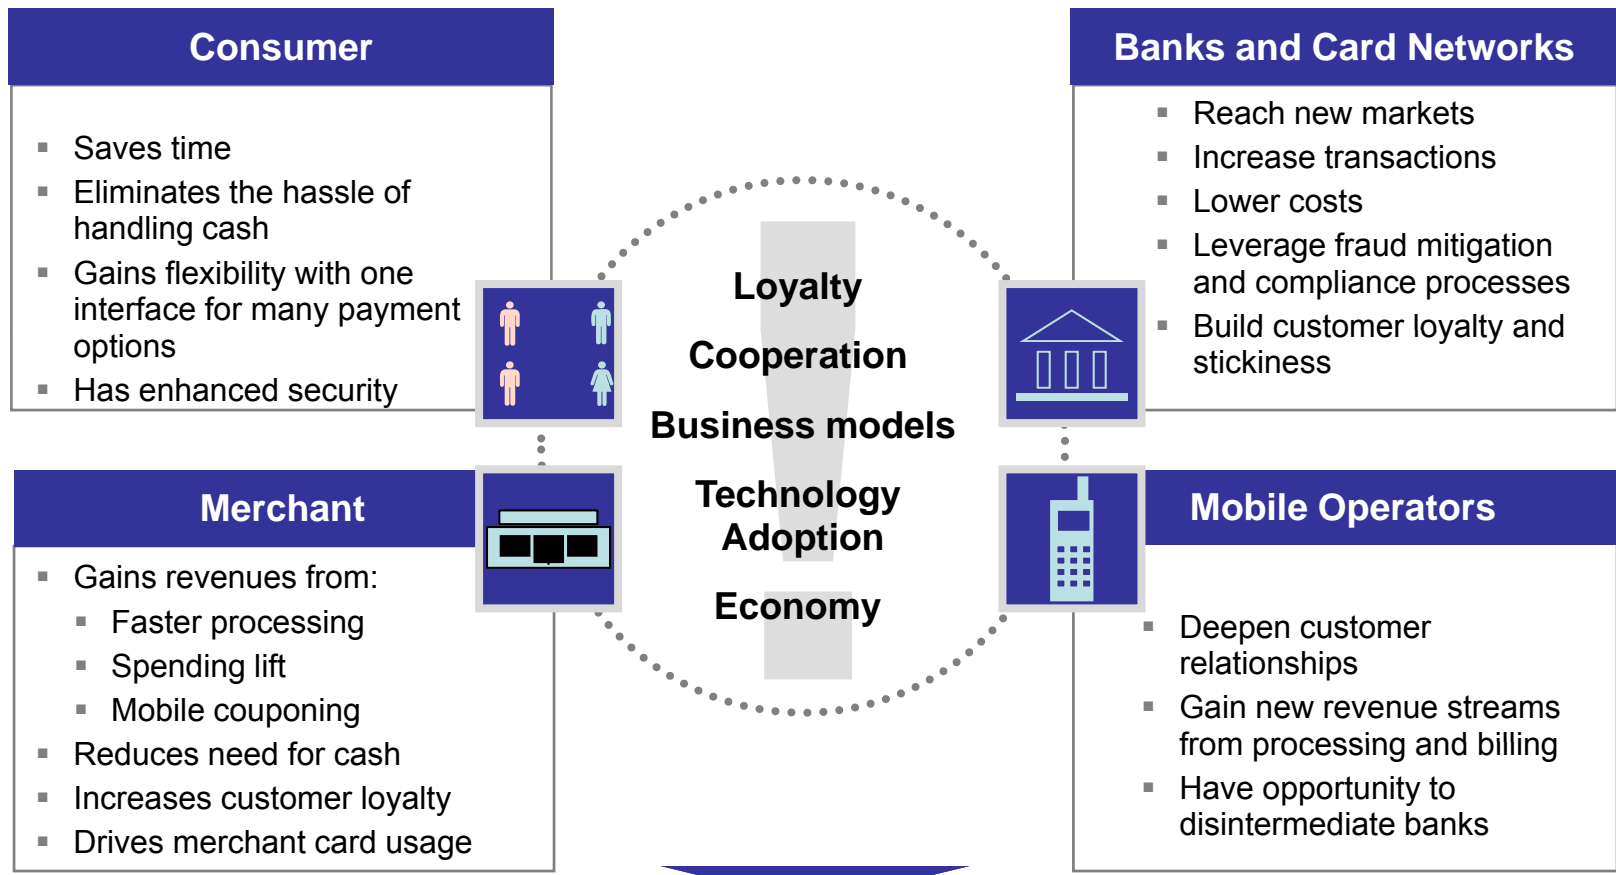 Consumer
Saves time
Eliminates the hassle of
handling cash
Gains flexibility with one
interface for many payment
options
Has enhanced security
Banks and Card Networks
Reach new markets
Increase transactions
Lower costs
Leverage fraud mitigation
and compliance processes
Build customer loyalty and
stickiness
Loyalty
Cooperation
Business models
Technology
Adoption
Economy
Merchant
Gains revenues from:
Faster processing
Spending lift
Mobile couponing
Reduces need for cash
Increases customer loyalty
Drives merchant card usage
Mobile Operators
Deepen customer
relationships
Gain new revenue streams
from processing and billing
Have opportunity to
disintermediate banks